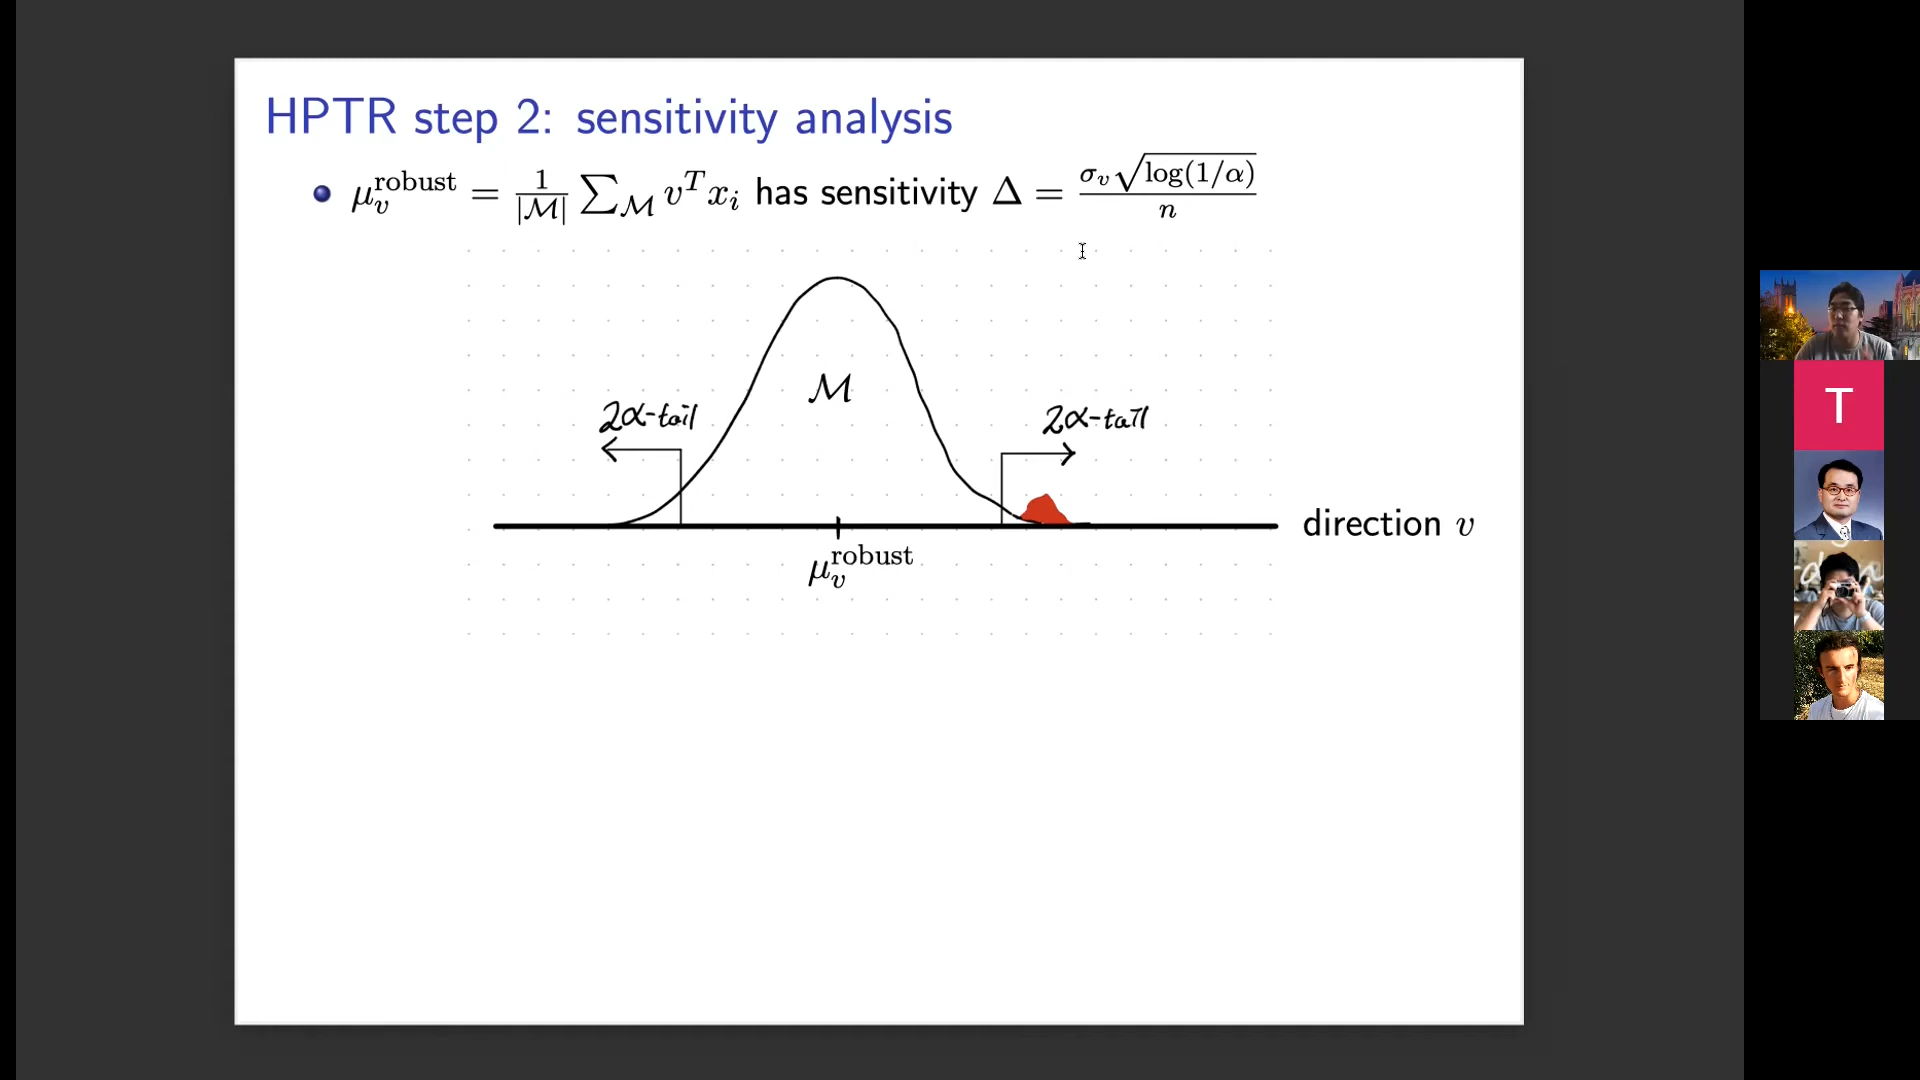 HPTR step 2: sensitivity analysis
μ_v^robust = 1/|ℳ| ∑_ℳ v^T x_i has sensitivity Δ = σ_v√log(1/α) / n
ℳ
2α-tail 2α-tail
direction v
μ_v^robust
T